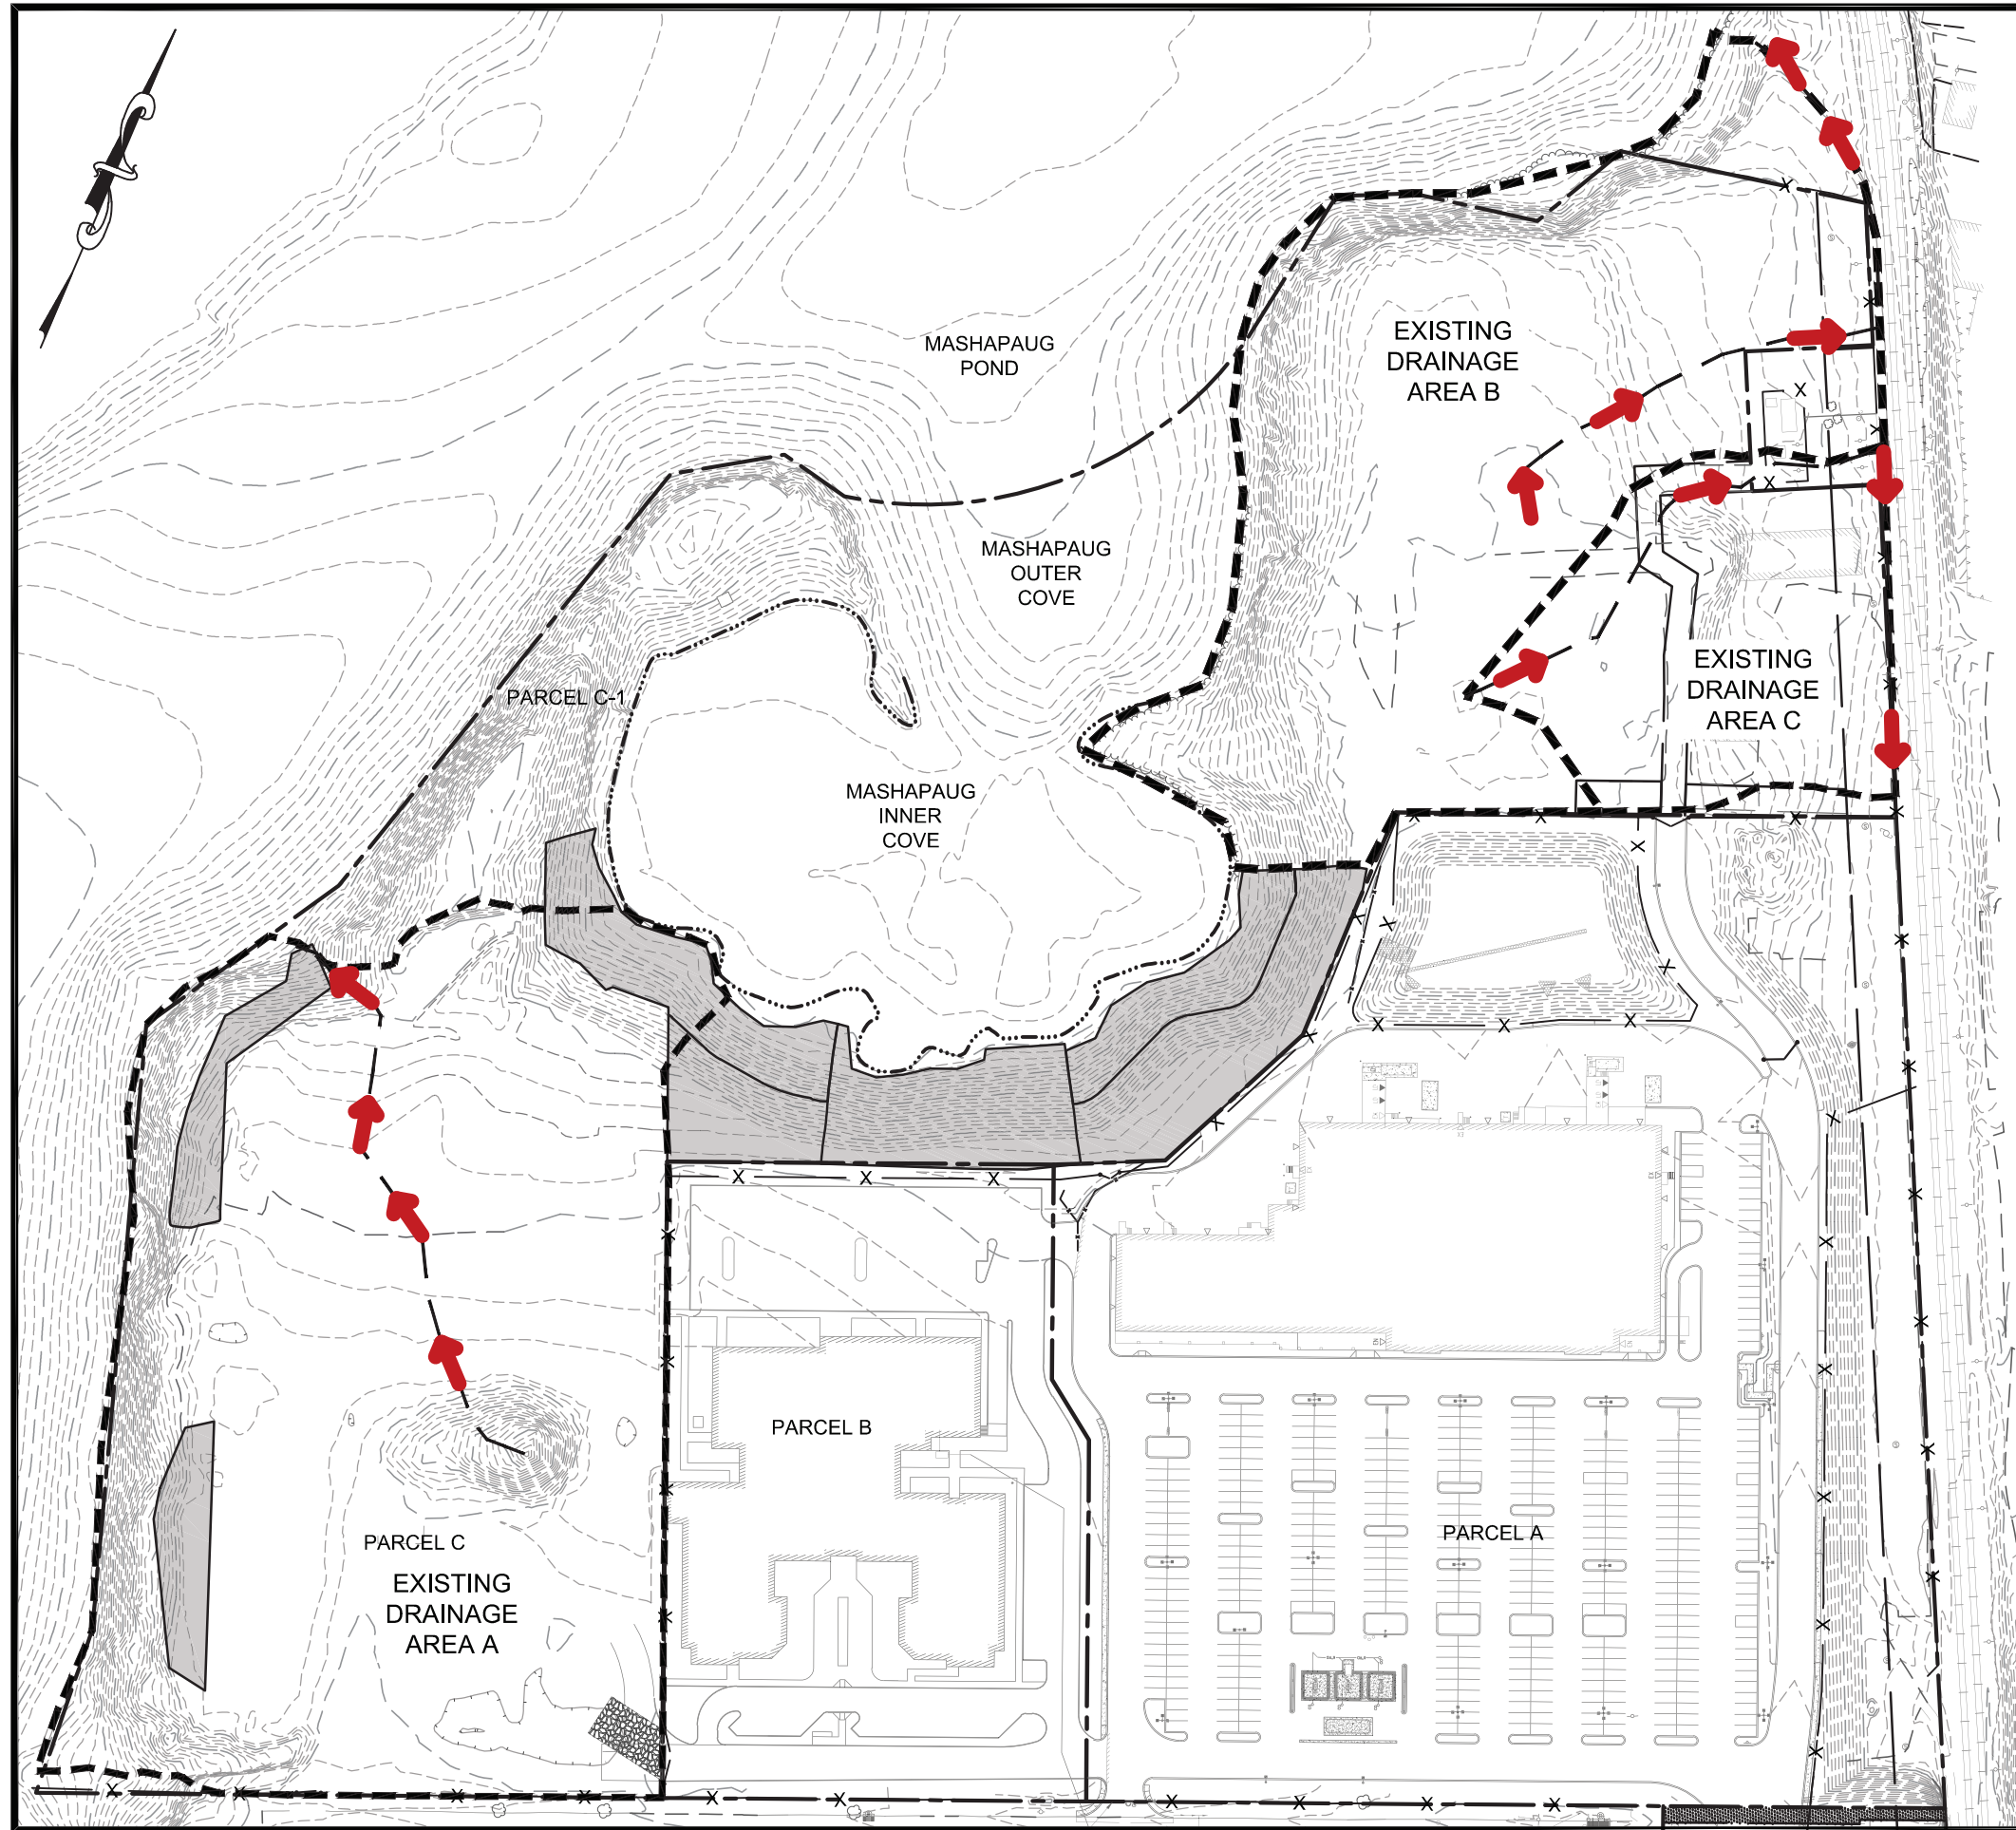 MASHAPAUG
POND
EXISTING
DRAINAGE
AREA B
MASHAPAUG
OUTER
COVE
PARCEL C-1
EXISTING
DRAINAGE
AREA C
MASHAPAUG
INNER
COVE
PARCEL B
PARCEL A
PARCEL C
EXISTING
DRAINAGE
AREA A